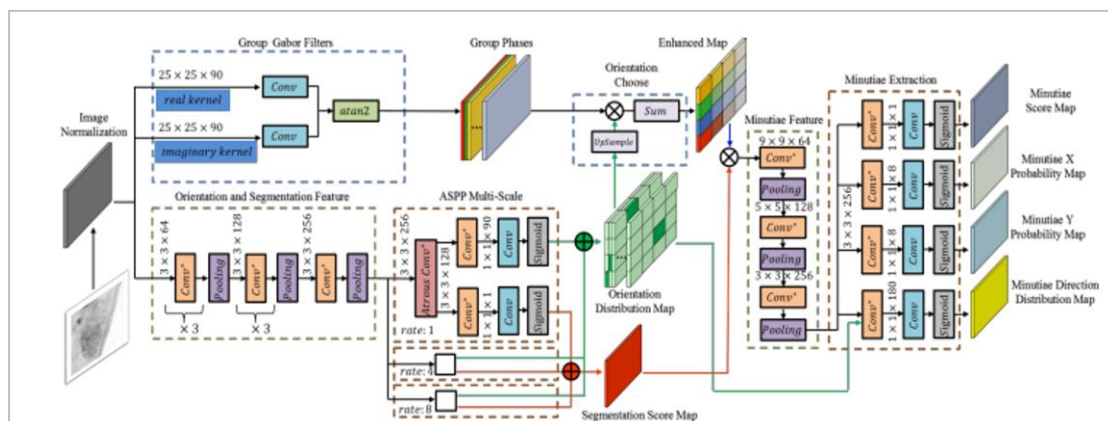 Group Gabor Filters
25 × 25 × 90
real kernel
Conv
25 × 25 × 90
imaginary kernel
Conv
atan2
Group Phases
...
Orientation
Choose
Sum
UpSample
Enhanced Map
Image
Normalization
Orientation and Segmentation Feature
3 × 3 × 64
Conv*
Pooling
3 × 3 × 128
Conv*
Pooling
3 × 3 × 256
Conv*
Pooling
× 3
× 3
ASPP Multi-Scale
3 × 3 × 256
Atrous Conv*
3 × 3 × 128
Conv*
1 × 1 × 90
Conv
Sigmoid
Conv*
1 × 1 × 1
Conv
Sigmoid
rate: 1
rate: 4
rate: 8
...
Orientation
Distribution Map
Segmentation Score Map
Minutiae Feature
9 × 9 × 64
Conv*
Pooling
5 × 5 × 128
Conv*
Pooling
3 × 3 × 256
Conv*
Pooling
Minutiae Extraction
3 × 3 × 256
Conv*
1 × 1 × 1
Conv
Sigmoid
Conv*
1 × 1 × 8
Conv
Sigmoid
Conv*
1 × 1 × 8
Conv
Sigmoid
Conv*
1 × 1 × 180
Conv
Sigmoid
Minutiae
Score Map
Minutiae X
Probability Map
Minutiae Y
Probability Map
Minutiae Direction
Distribution Map